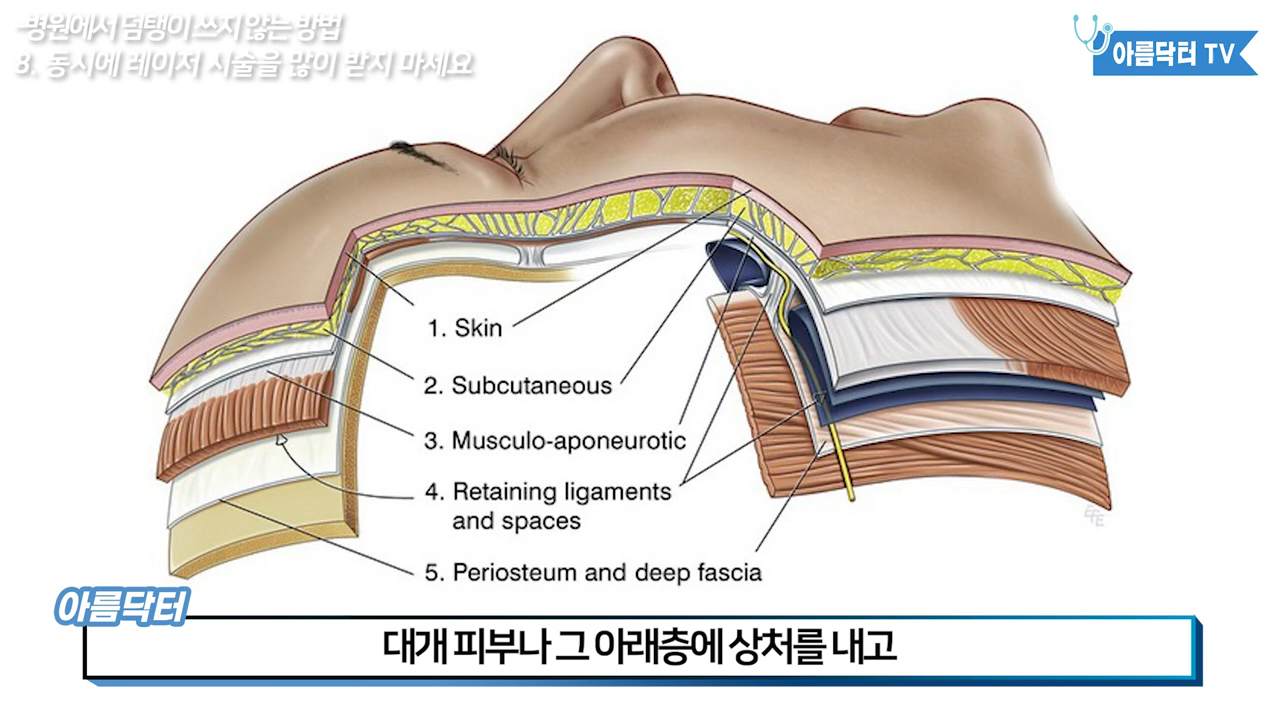 -병원에서 덤탱이 쓰지 않는 방법
8. 동시에 레이저 시술을 많이 받지 마세요
아름닥터 TV
1. Skin
2. Subcutaneous
3. Musculo-aponeurotic
4. Retaining ligaments
and spaces
5. Periosteum and deep fascia
EFE
아름닥터
대개 피부나 그 아래층에 상처를 내고